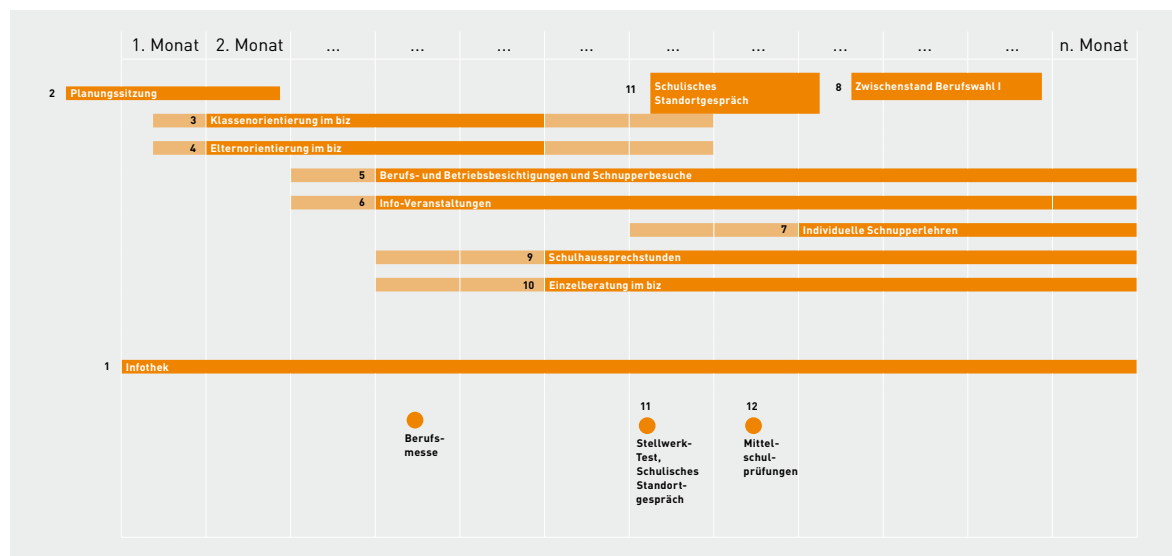 1. Monat 2. Monat ... ... ... ... ... ... ... ... ... n. Monat
2 Planungssitzung
11 Schulisches
Standortgespräch
8 Zwischenstand Berufswahl I
3 Klassenorientierung im biz
4 Elternorientierung im biz
5 Berufs- und Betriebsbesichtigungen und Schnupperbesuche
6 Info-Veranstaltungen
7 Individuelle Schnupperlehren
9 Schulhaussprechstunden
10 Einzelberatung im biz
1 Infothek
Berufs-
messe
11
Stellwerk-
Test,
Schulisches
Standort-
gespräch
12
Mittel-
schul-
prüfungen